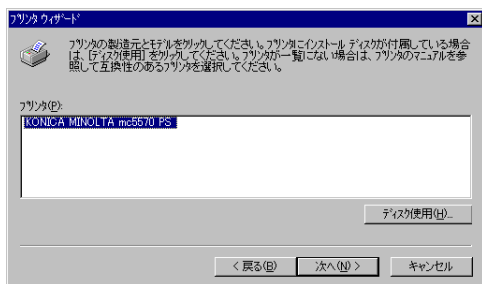 プリンタ ウィザード
プリンタの製造元とモデルをクリックしてください。プリンタにインストール ディスクが付属している場合
は、[ディスク使用] をクリックしてください。プリンタが一覧にない場合は、プリンタのマニュアルを参
照して互換性のあるプリンタを選択してください。
プリンタ(P):
KONICA MINOLTA mc5570 PS
ディスク使用(H)...
< 戻る(B)
次へ(N) >
キャンセル